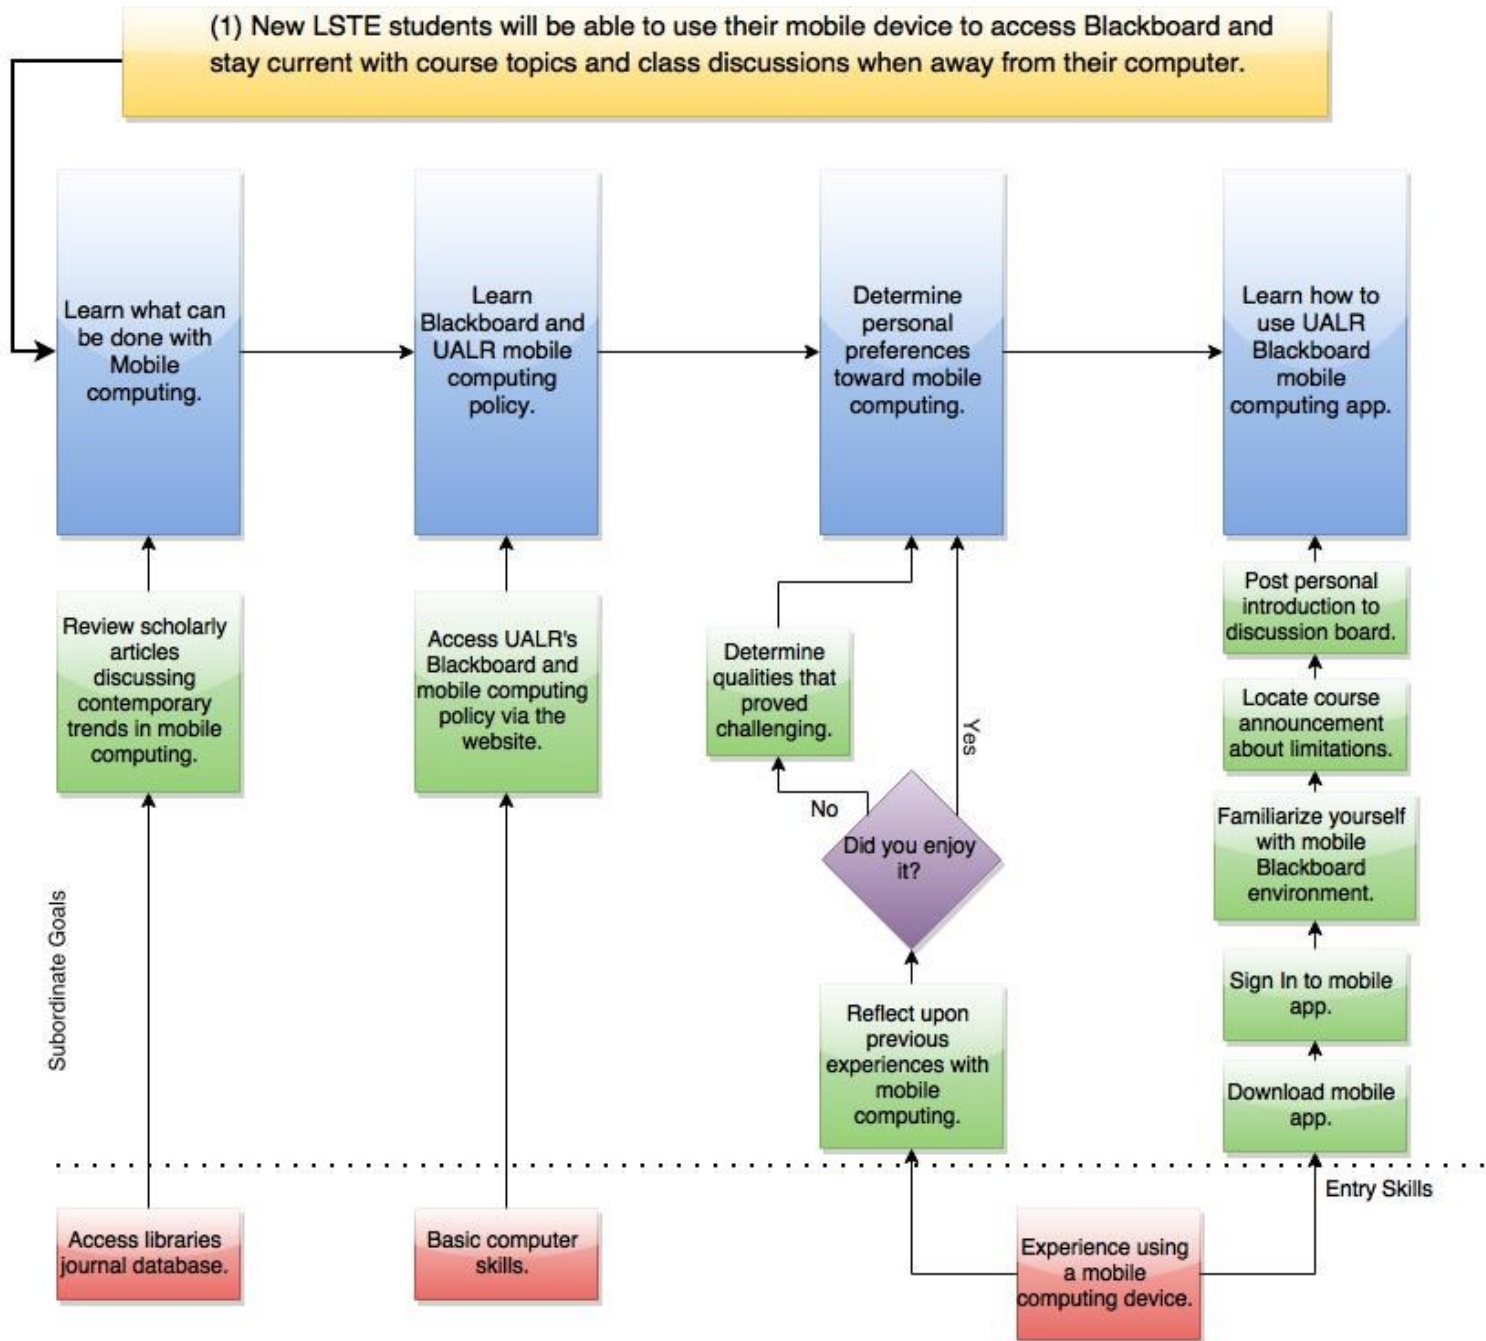 (1) New LSTE students will be able to use their mobile device to access Blackboard and
stay current with course topics and class discussions when away from their computer.
Learn what can
be done with
Mobile
computing.
Learn
Blackboard and
UALR mobile
computing
policy.
Determine
personal
preferences
toward mobile
computing.
Learn how to
use UALR
Blackboard
mobile
computing app.
Review scholarly
articles
discussing
contemporary
trends in mobile
computing.
Access UALR's
Blackboard and
mobile computing
policy via the
website.
Determine
qualities that
proved
challenging.
Yes
No
Did you enjoy
it?
Reflect upon
previous
experiences with
mobile
computing.
Post personal
introduction to
discussion board.
Locate course
announcement
about limitations.
Familiarize yourself
with mobile
Blackboard
environment.
Sign In to mobile
app.
Download mobile
app.
Subordinate Goals
Entry Skills
Access libraries
journal database.
Basic computer
skills.
Experience using
a mobile
computing device.